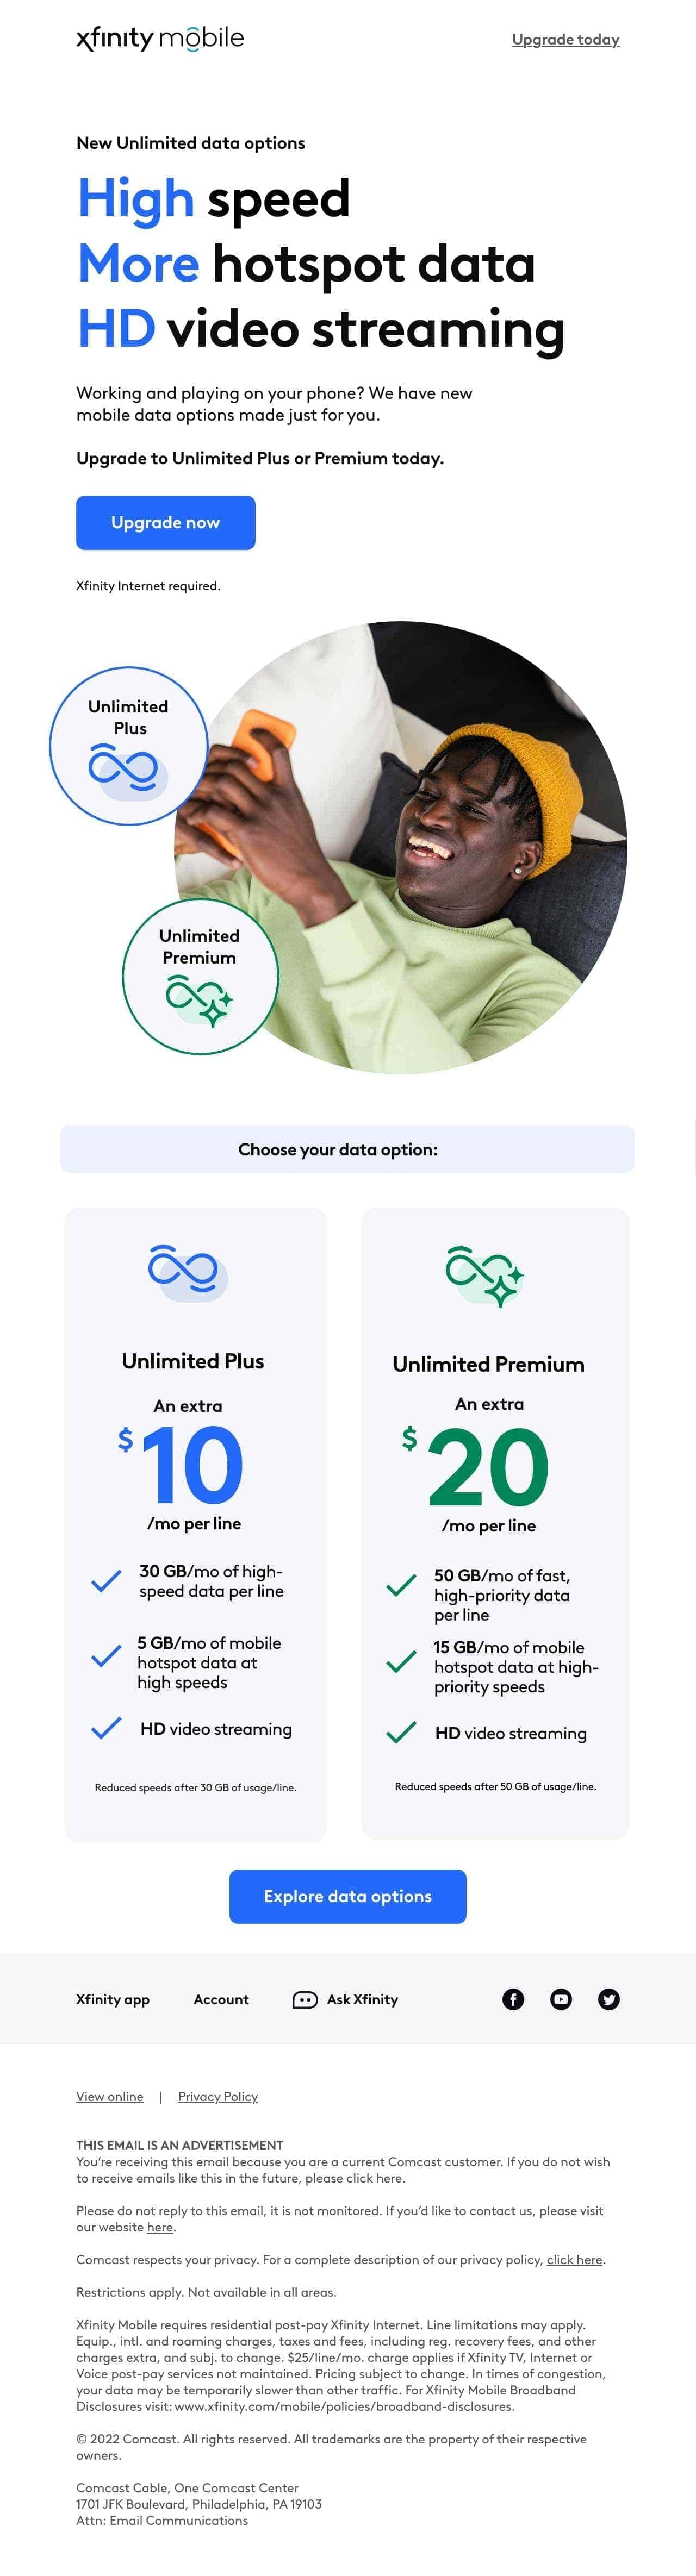 xfinity mobile
Upgrade today
New Unlimited data options
High speed
More hotspot data
HD video streaming
Working and playing on your phone? We have new
mobile data options made just for you.
Upgrade to Unlimited Plus or Premium today.
Upgrade now
Xfinity Internet required.
Unlimited
Plus
Unlimited
Premium
Choose your data option:
Unlimited Plus
An extra
$10
/mo per line
30 GB/mo of high-
speed data per line
5 GB/mo of mobile
hotspot data at
high speeds
HD video streaming
Reduced speeds after 30 GB of usage/line.
Unlimited Premium
An extra
$20
/mo per line
50 GB/mo of fast,
high-priority data
per line
15 GB/mo of mobile
hotspot data at high-
priority speeds
HD video streaming
Reduced speeds after 50 GB of usage/line.
Explore data options
Xfinity app
Account
Ask Xfinity
View online | Privacy Policy
THIS EMAIL IS AN ADVERTISEMENT
You're receiving this email because you are a current Comcast customer. If you do not wish
to receive emails like this in the future, please click here.
Please do not reply to this email, it is not monitored. If you'd like to contact us, please visit
our website here.
Comcast respects your privacy. For a complete description of our privacy policy, click here.
Restrictions apply. Not available in all areas.
Xfinity Mobile requires residential post-pay Xfinity Internet. Line limitations may apply.
Equip., intl. and roaming charges, taxes and fees, including reg. recovery fees, and other
charges extra, and subj. to change. $25/line/mo. charge applies if Xfinity TV, Internet or
Voice post-pay services not maintained. Pricing subject to change. In times of congestion,
your data may be temporarily slower than other traffic. For Xfinity Mobile Broadband
Disclosures visit: www.xfinity.com/mobile/policies/broadband-disclosures.
© 2022 Comcast. All rights reserved. All trademarks are the property of their respective
owners.
Comcast Cable, One Comcast Center
1701 JFK Boulevard, Philadelphia, PA 19103
Attn: Email Communications